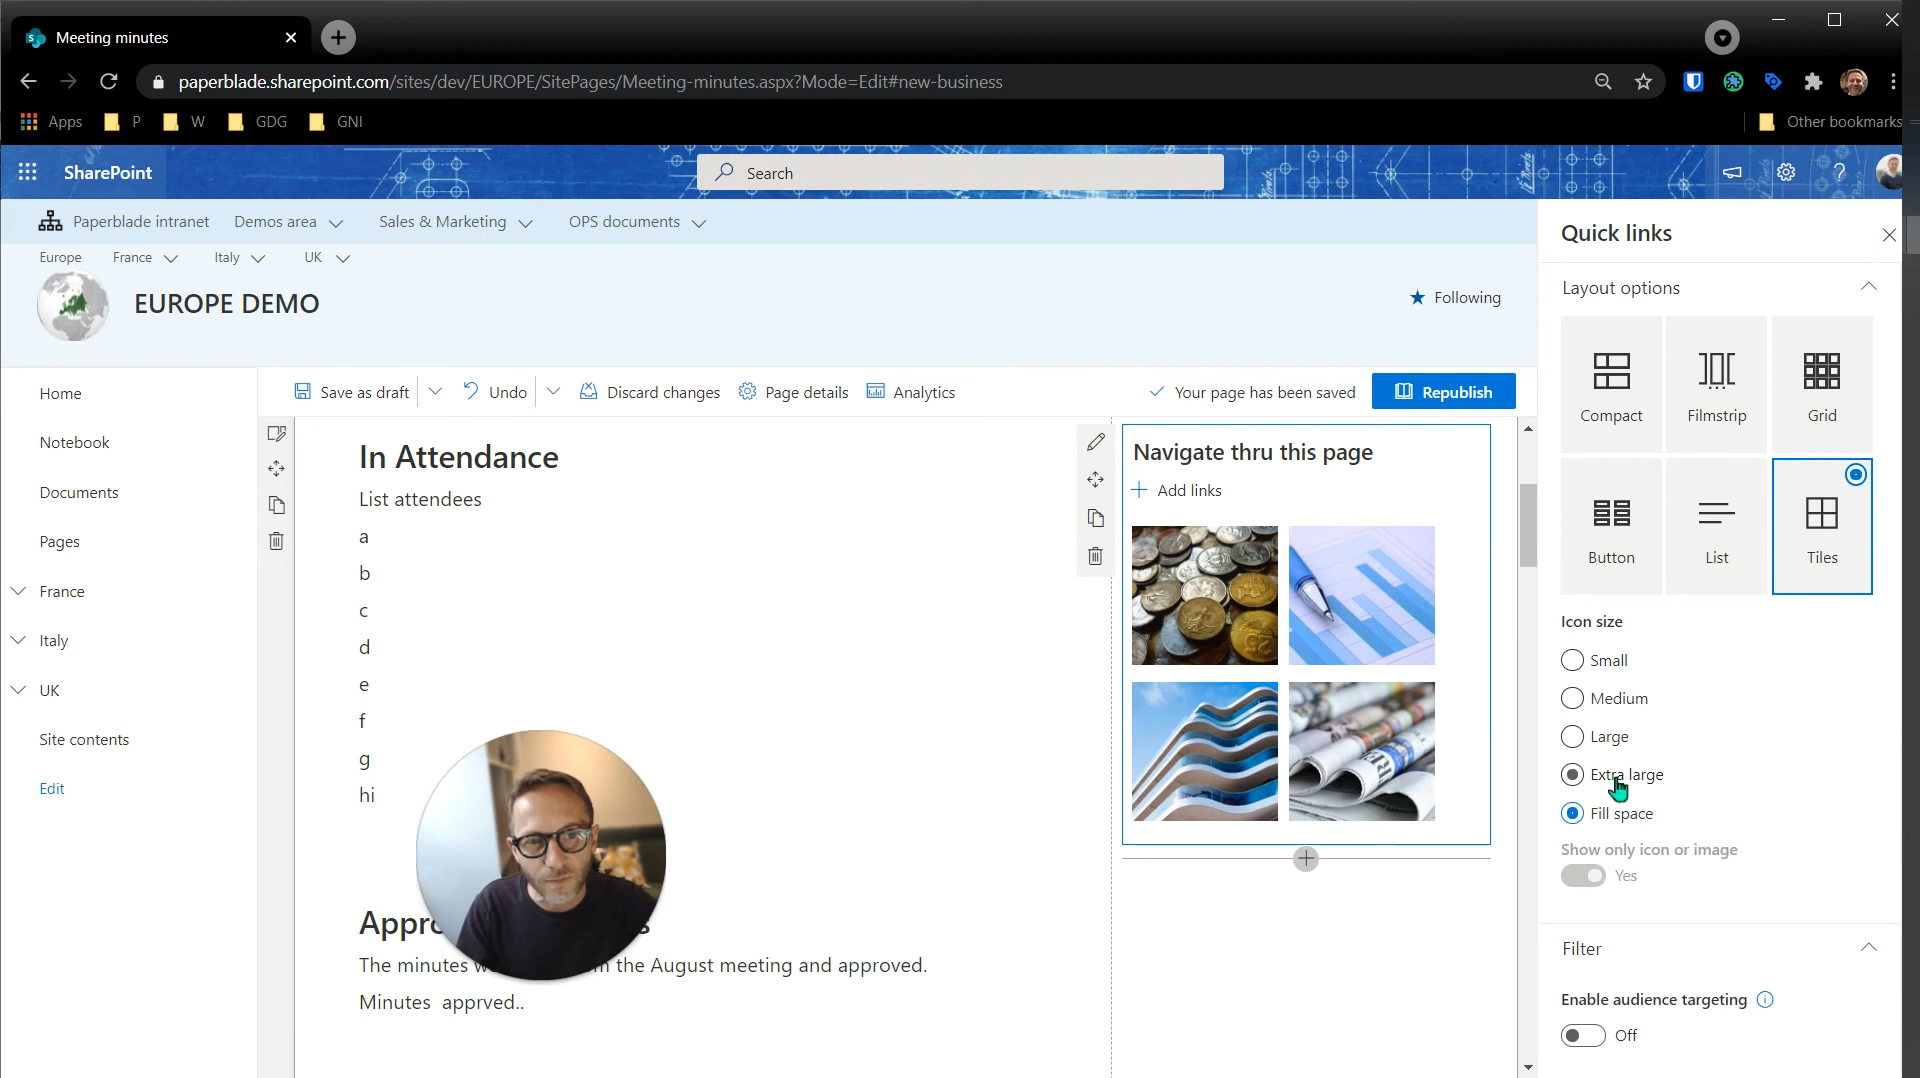 Meeting minutes
paperblade.sharepoint.com/sites/dev/EUROPE/SitePages/Meeting-minutes.aspx?Mode=Edit#new-business
Apps P W GDG GNI Other bookmarks
SharePoint Search
Paperblade intranet Demos area Sales & Marketing OPS documents
Europe France Italy UK
EUROPE DEMO
Following
Home
Notebook
Documents
Pages
France
Italy
UK
Site contents
Edit
Save as draft Undo Discard changes Page details Analytics Your page has been saved Republish
In Attendance
List attendees
a
b
c
d
e
f
g
hi
The minutes the August meeting and approved.
Minutes apprved..
Navigate thru this page
Add links
Quick links
Layout options
Compact Filmstrip Grid
Button List Tiles
Icon size
Small
Medium
Large
Extra large
Fill space
Show only icon or image
Yes
Filter
Enable audience targeting
Off